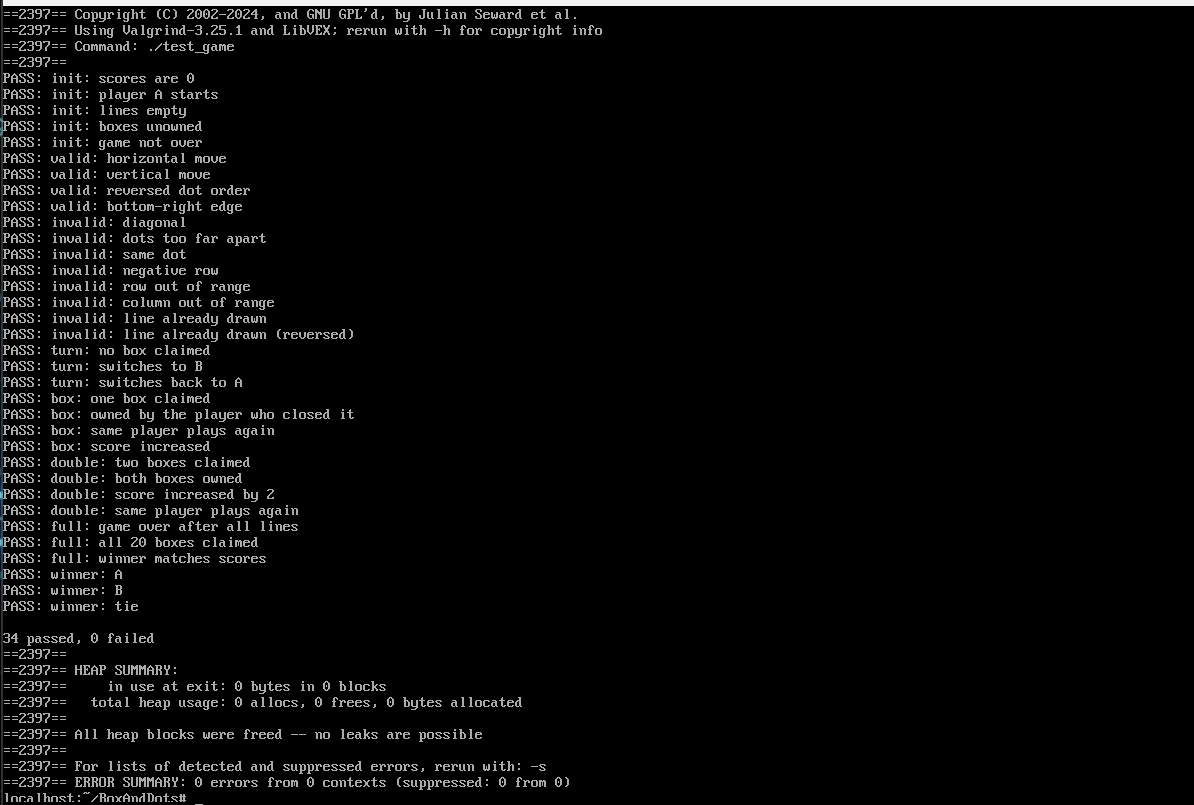 ==2397== Copyright (C) 2002-2024, and GNU GPL'd, by Julian Seward et al.
==2397== Using Valgrind-3.25.1 and LibVEX; rerun with -h for copyright info
==2397== Command: ./test_game
==2397==
PASS: init: scores are 0
PASS: init: player A starts
PASS: init: lines empty
PASS: init: boxes unowned
PASS: init: game not over
PASS: valid: horizontal move
PASS: valid: vertical move
PASS: valid: reversed dot order
PASS: valid: bottom-right edge
PASS: invalid: diagonal
PASS: invalid: dots too far apart
PASS: invalid: same dot
PASS: invalid: negative row
PASS: invalid: row out of range
PASS: invalid: column out of range
PASS: invalid: line already drawn
PASS: invalid: line already drawn (reversed)
PASS: turn: no box claimed
PASS: turn: switches to B
PASS: turn: switches back to A
PASS: box: one box claimed
PASS: box: owned by the player who closed it
PASS: box: same player plays again
PASS: box: score increased
PASS: double: two boxes claimed
PASS: double: both boxes owned
PASS: double: score increased by 2
PASS: double: same player plays again
PASS: full: game over after all lines
PASS: full: all 20 boxes claimed
PASS: full: winner matches scores
PASS: winner: A
PASS: winner: B
PASS: winner: tie

34 passed, 0 failed
==2397==
==2397== HEAP SUMMARY:
==2397==     in use at exit: 0 bytes in 0 blocks
==2397==   total heap usage: 0 allocs, 0 frees, 0 bytes allocated
==2397==
==2397== All heap blocks were freed -- no leaks are possible
==2397==
==2397== For lists of detected and suppressed errors, rerun with: -s
==2397== ERROR SUMMARY: 0 errors from 0 contexts (suppressed: 0 from 0)
localhost:~/BoxAndDots# _